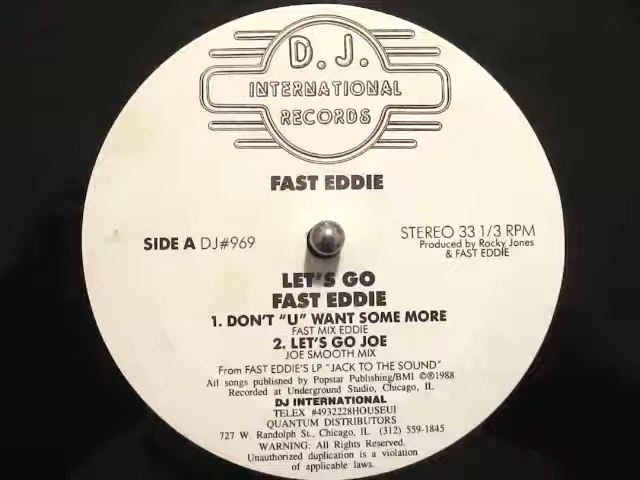 D.J.
INTERNATIONAL
RECORDS
FAST EDDIE
SIDE A DJ#969
STEREO 33 1/3 RPM
Produced by Rocky Jones
& FAST EDDIE
LET'S GO
FAST EDDIE
1. DON'T "U" WANT SOME MORE
FAST MIX EDDIE
2. LET'S GO JOE
JOE SMOOTH MIX
From FAST EDDIE'S LP "JACK TO THE SOUND"
All songs published by Popstar Publishing/BMI ©℗1988
Recorded at Underground Studio, Chicago, IL
DJ INTERNATIONAL
TELEX #4932228HOUSEUI
QUANTUM DISTRIBUTORS
727 W. Randolph St., Chicago, IL. (312) 559-1845
WARNING: All Rights Reserved.
Unauthorized duplication is a violation
of applicable laws.